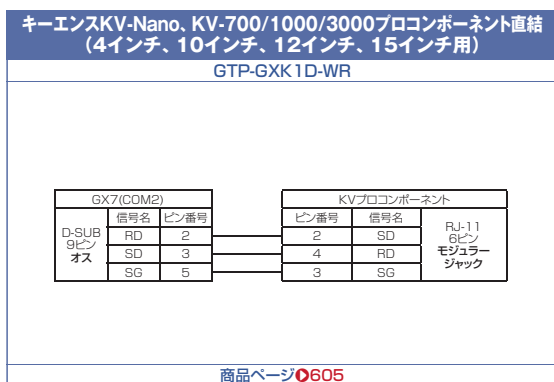 キーエンスKV-Nano、KV-700/1000/3000プロコンポーネント直結
（4インチ、10インチ、12インチ、15インチ用）
GTP-GXK1D-WR
GX7(COM2) KVプロコンポーネント
信号名 ピン番号 ピン番号 信号名
D-SUB
9ピン
オス
RD 2 2 SD
SD 3 4 RD
SG 5 3 SG
RJ-11
6ピン
モジュラー
ジャック
商品ページ605